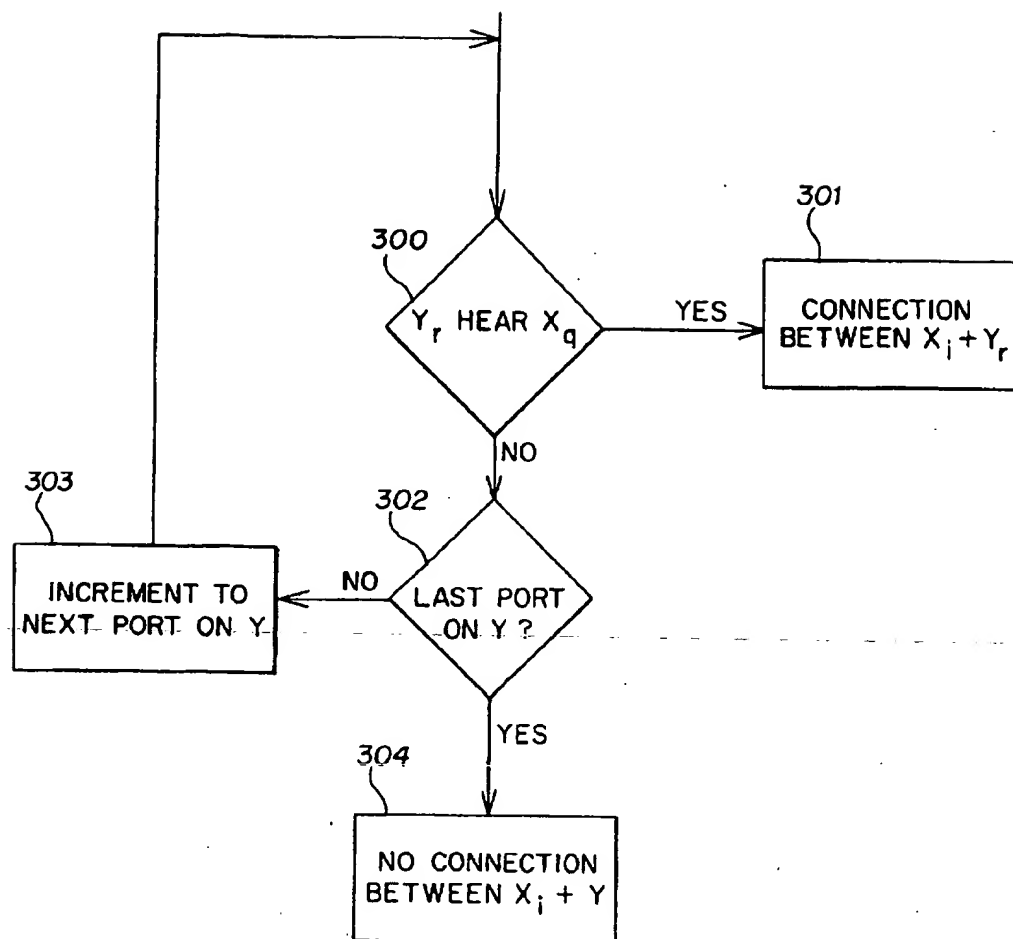 301
300
Y_r HEAR X_q
YES
CONNECTION
BETWEEN X_i + Y_r
NO
303
302
INCREMENT TO
NEXT PORT ON Y
NO
LAST PORT
ON Y ?
YES
304
NO CONNECTION
BETWEEN X_i + Y